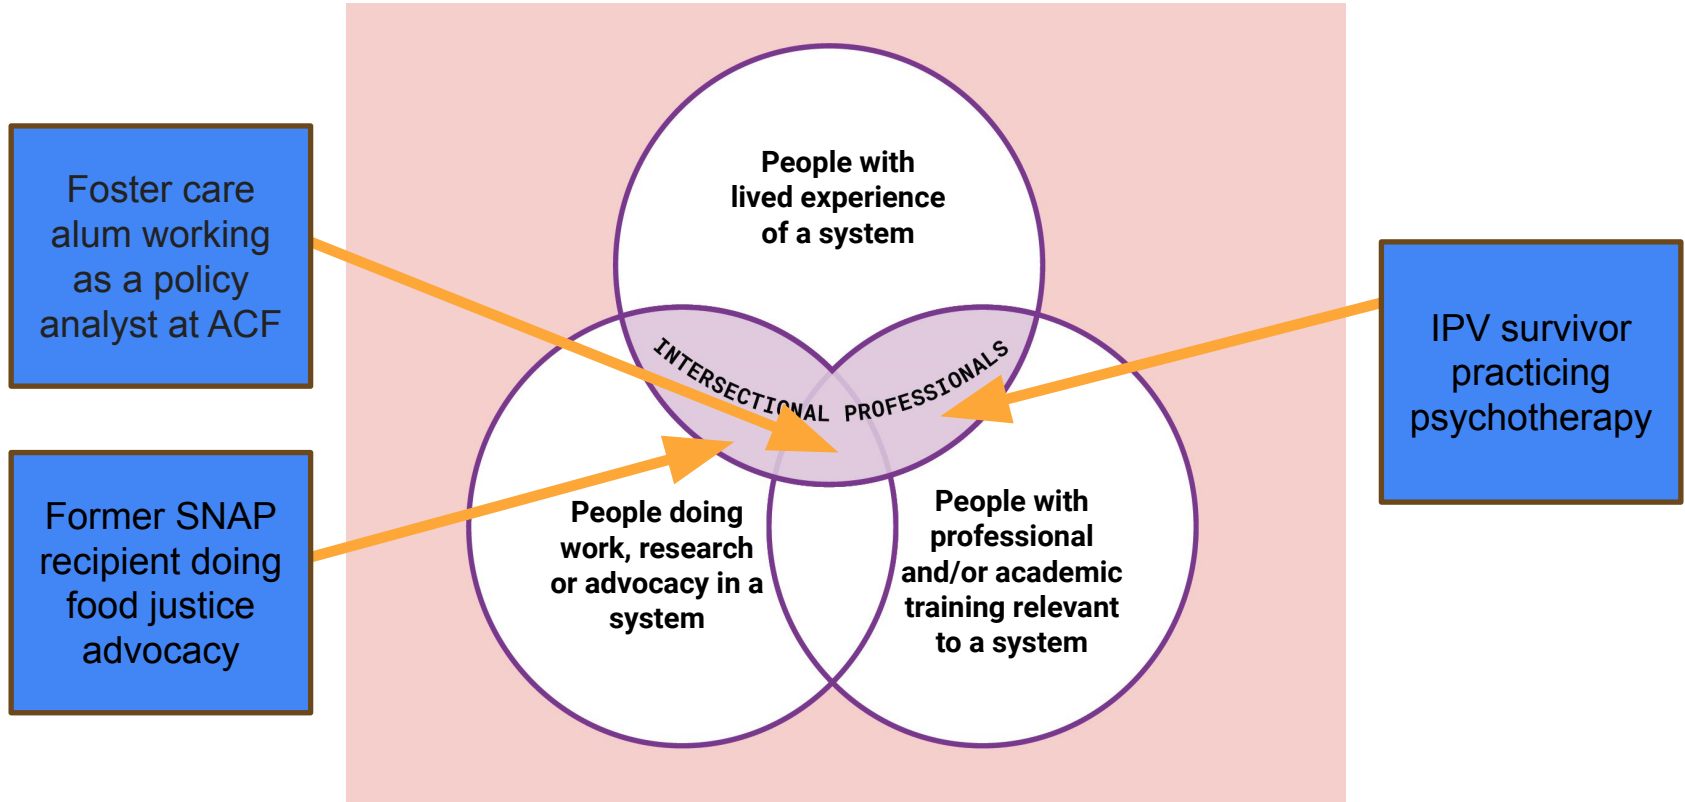 Foster care
alum working
as a policy
analyst at ACF
Former SNAP
recipient doing
food justice
advocacy
People with
lived experience
of a system
INTERSECTIONAL PROFESSIONALS
People doing
work, research
or advocacy in a
system
People with
professional
and/or academic
training relevant
to a system
IPV survivor
practicing
psychotherapy